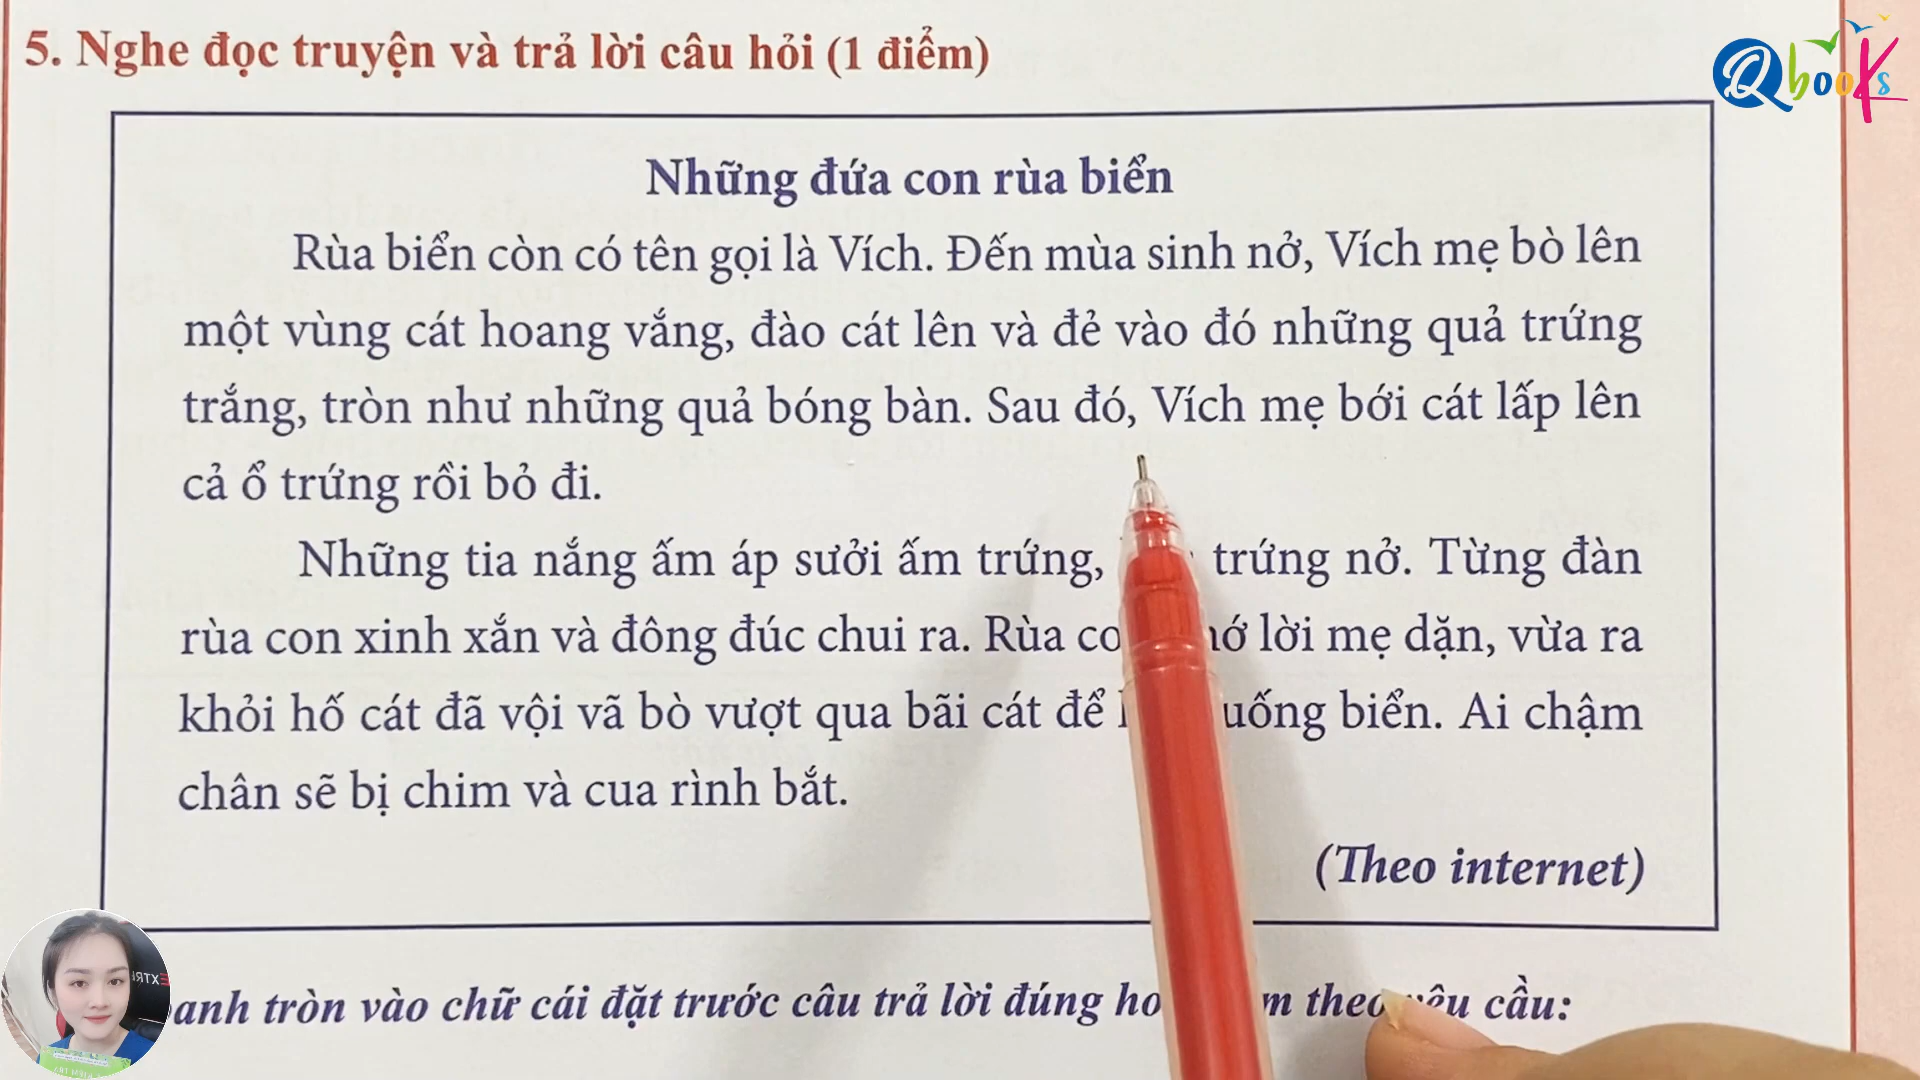 5. Nghe đọc truyện và trả lời câu hỏi (1 điểm)
Qbooks
Những đứa con rùa biển
Rùa biển còn có tên gọi là Vích. Đến mùa sinh nở, Vích mẹ bò lên
một vùng cát hoang vắng, đào cát lên và đẻ vào đó những quả trứng
trắng, tròn như những quả bóng bàn. Sau đó, Vích mẹ bới cát lấp lên
cả ổ trứng rồi bỏ đi.
Những tia nắng ấm áp sưởi ấm trứng, trứng nở. Từng đàn
rùa con xinh xắn và đông đúc chui ra. Rùa lời mẹ dặn, vừa ra
khỏi hố cát đã vội vã bò vượt qua bãi cát để biển. Ai chậm
chân sẽ bị chim và cua rình bắt.
(Theo internet)
tròn vào chữ cái đặt trước câu trả lời đúng cầu: